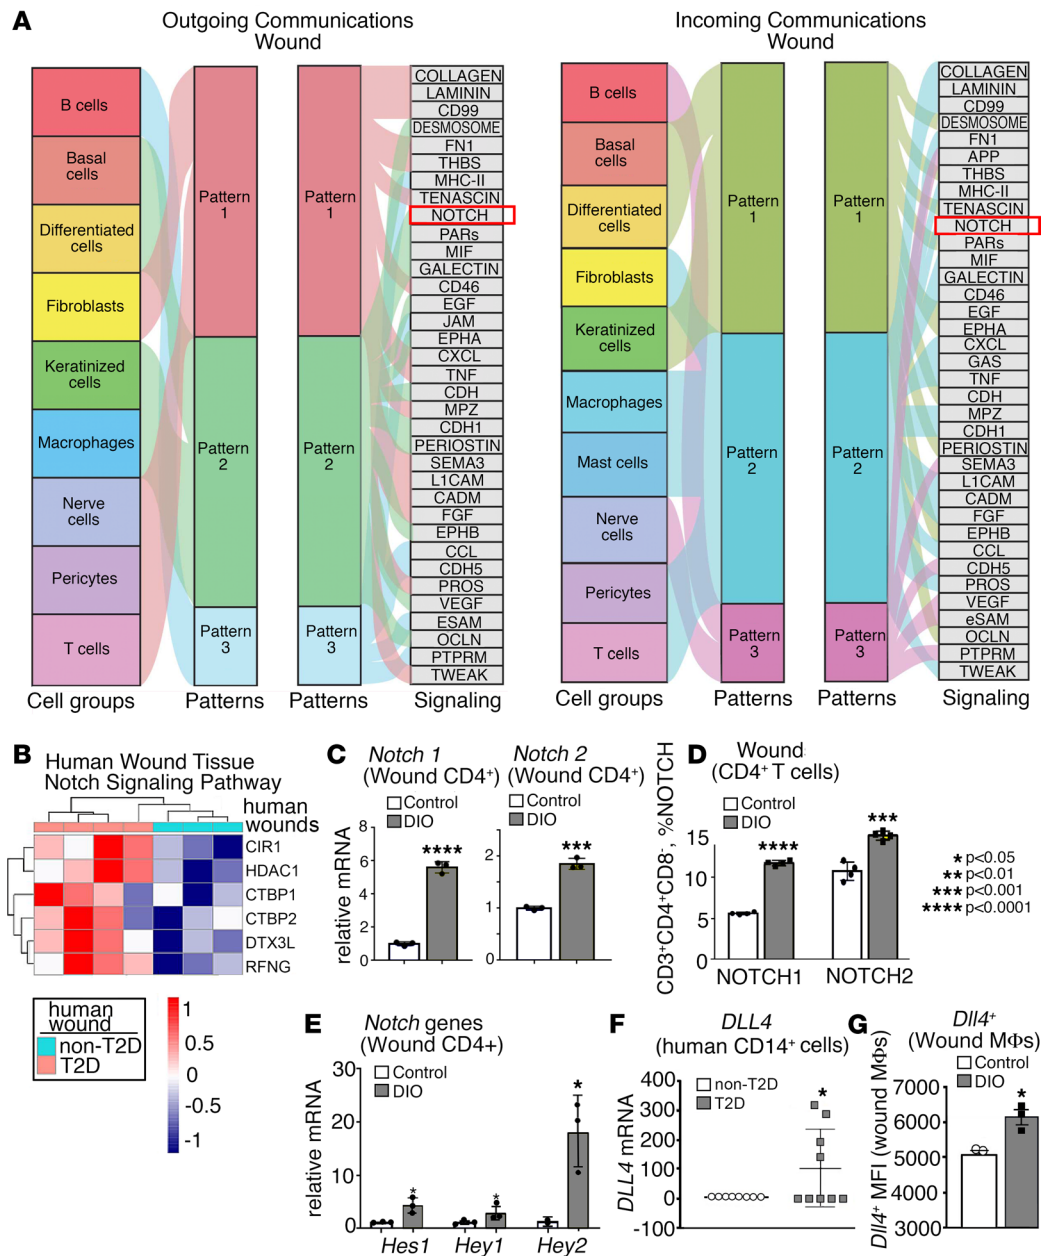 A
Outgoing Communications
Wound
Incoming Communications
Wound
B cells
Basal
cells
Differentiated
cells
Fibroblasts
Keratinized
cells
Macrophages
Nerve
cells
Pericytes
T cells
Cell groups
Pattern
1
Pattern
2
Pattern
3
Patterns
Pattern
1
Pattern
2
Pattern
3
Patterns
COLLAGEN
LAMININ
CD99
DESMOSOME
FN1
THBS
MHC-II
TENASCIN
NOTCH
PARs
MIF
GALECTIN
CD46
EGF
JAM
EPHA
CXCL
TNF
CDH
MPZ
CDH1
PERIOSTIN
SEMA3
L1CAM
CADM
FGF
EPHB
CCL
CDH5
PROS
VEGF
ESAM
OCLN
PTPRM
TWEAK
Signaling
B cells
Basal
cells
Differentiated
cells
Fibroblasts
Keratinized
cells
Macrophages
Mast cells
Nerve
cells
Pericytes
T cells
Cell groups
Pattern
1
Pattern
2
Pattern
3
Patterns
Pattern
1
Pattern
2
Pattern
3
Patterns
COLLAGEN
LAMININ
CD99
DESMOSOME
FN1
APP
THBS
MHC-II
TENASCIN
NOTCH
PARs
MIF
GALECTIN
CD46
EGF
EPHA
CXCL
GAS
TNF
CDH
MPZ
CDH1
PERIOSTIN
SEMA3
L1CAM
CADM
FGF
EPHB
CCL
CDH5
PROS
VEGF
eSAM
OCLN
PTPRM
TWEAK
Signaling
B
Human Wound Tissue
Notch Signaling Pathway
human
wounds
CIR1
HDAC1
CTBP1
CTBP2
DTX3L
RFNG
human
wound
non-T2D
T2D
1
0.5
0
-0.5
-1
C
Notch 1
(Wound CD4+)
Control
DIO
relative mRNA
8
4
0
****
Notch 2
(Wound CD4+)
Control
DIO
2
1
0
***
D
Wound
(CD4+ T cells)
Control
DIO
CD3+CD4+CD8-, %NOTCH
15
10
5
0
****
***
NOTCH1
NOTCH2
* p<0.05
** p<0.01
*** p<0.001
**** p<0.0001
E
Notch genes
(Wound CD4+)
Control
DIO
relative mRNA
30
20
10
0
*
*
*
Hes1
Hey1
Hey2
F
DLL4
(human CD14+ cells)
non-T2D
T2D
DLL4 mRNA
400
300
200
100
0
-100
*
G
Dll4+
(Wound MΦs)
Control
DIO
Dll4+ MFI (wound MΦs)
7000
6000
5000
4000
3000
*